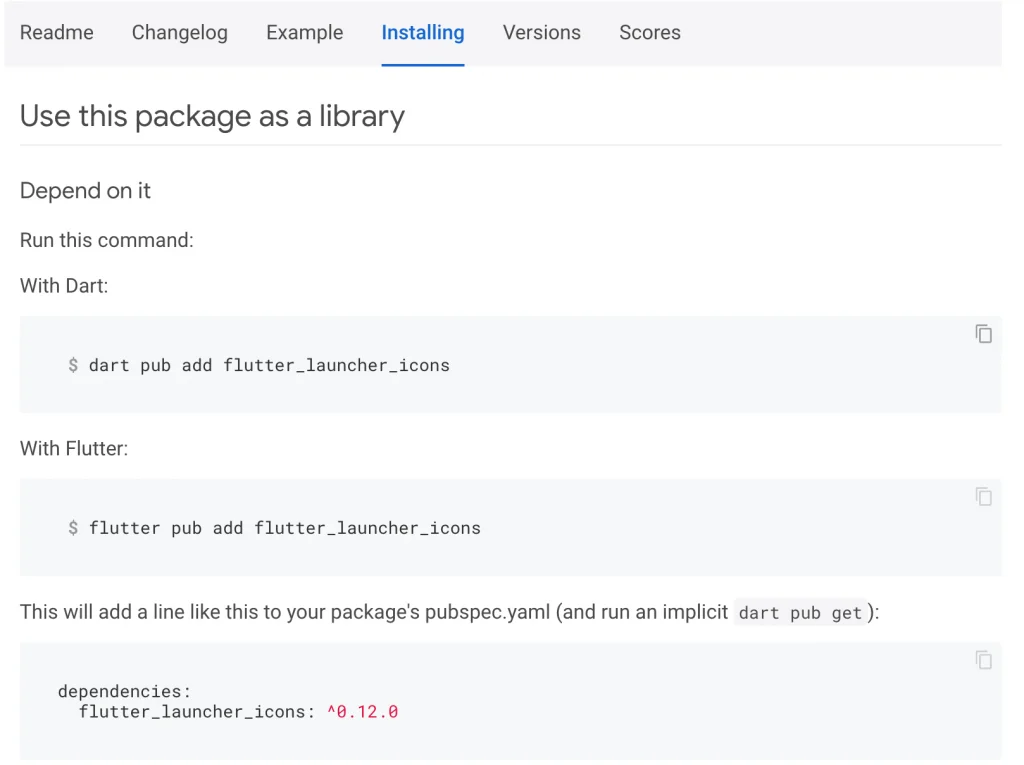 Readme Changelog Example Installing Versions Scores
Use this package as a library
Depend on it
Run this command:
With Dart:
$ dart pub add flutter_launcher_icons
With Flutter:
$ flutter pub add flutter_launcher_icons
This will add a line like this to your package's pubspec.yaml (and run an implicit dart pub get):
dependencies:
  flutter_launcher_icons: ^0.12.0